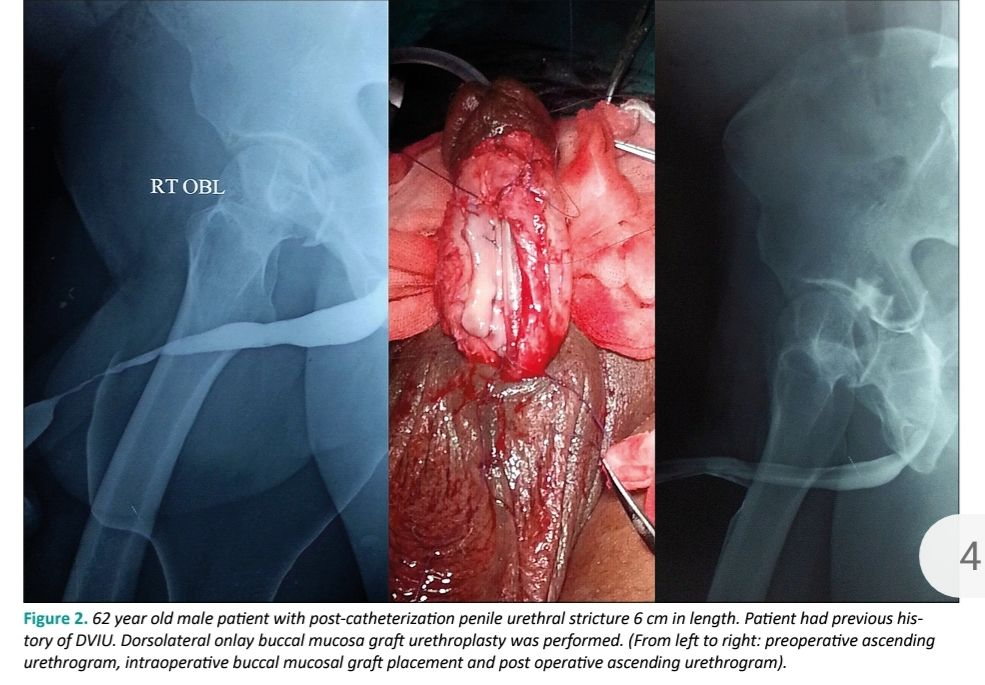 RT OBL
4
Figure 2. 62 year old male patient with post-catheterization penile urethral stricture 6 cm in length. Patient had previous his-
tory of DVIU. Dorsolateral onlay buccal mucosa graft urethroplasty was performed. (From left to right: preoperative ascending
urethrogram, intraoperative buccal mucosal graft placement and post operative ascending urethrogram).